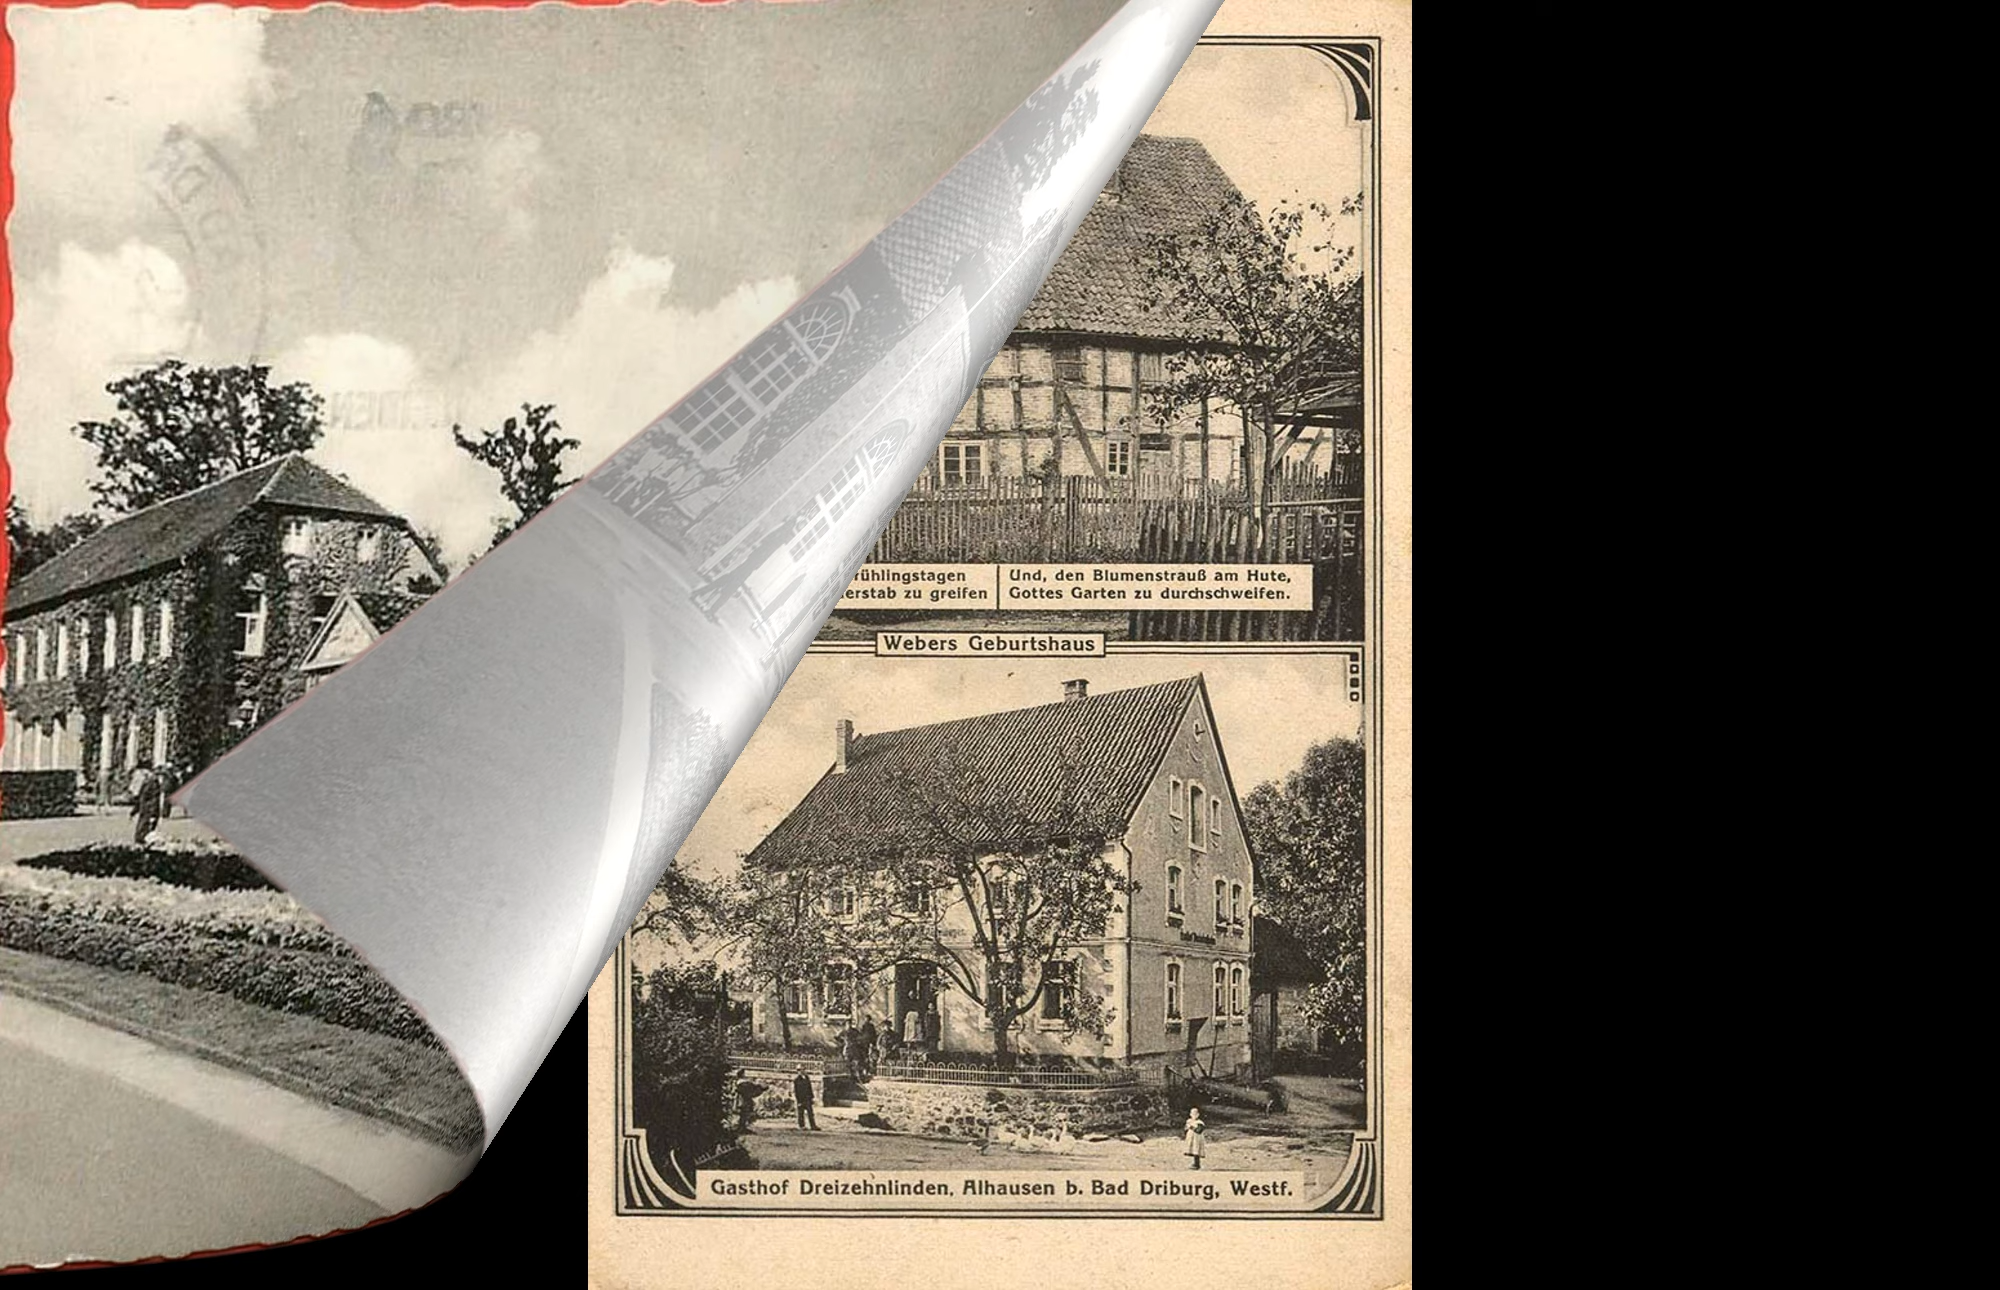 rühlingstagen
erstab zu greifen
Und, den Blumenstrauß am Hute,
Gottes Garten zu durchschweifen.
Webers Geburtshaus
Gasthof Dreizehnlinden, Alhausen b. Bad Driburg, Westf.